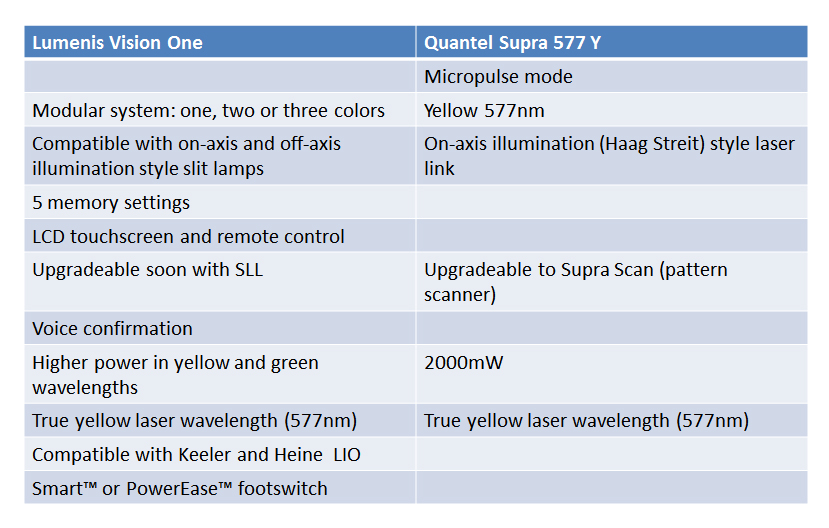 Lumenis Vision One
Quantel Supra 577 Y
Micropulse mode
Modular system: one, two or three colors
Yellow 577nm
Compatible with on-axis and off-axis
illumination style slit lamps
On-axis illumination (Haag Streit) style laser
link
5 memory settings
LCD touchscreen and remote control
Upgradeable soon with SLL
Upgradeable to Supra Scan (pattern
scanner)
Voice confirmation
Higher power in yellow and green
wavelengths
2000mW
True yellow laser wavelength (577nm)
True yellow laser wavelength (577nm)
Compatible with Keeler and Heine  LIO
Smart™ or PowerEase™ footswitch